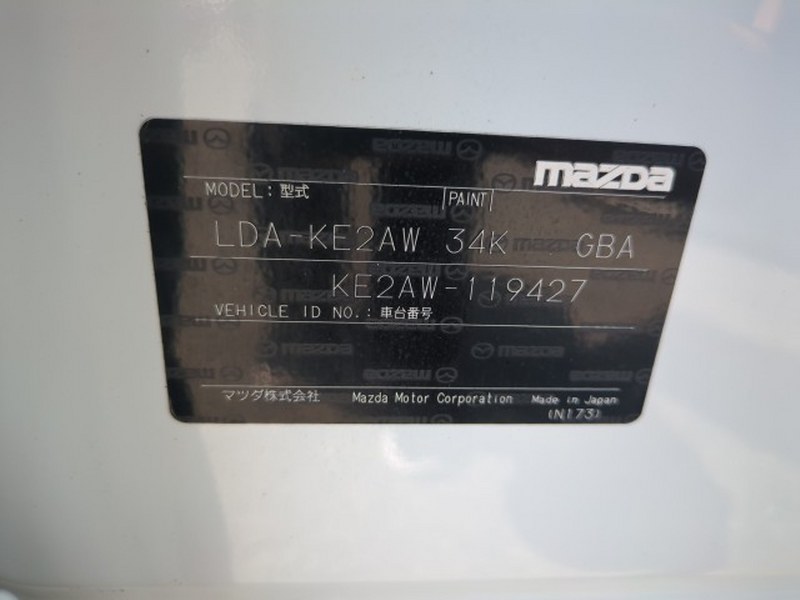 mazDa
MODEL: 型式 PAINT
LDA-KE2AW 34K GBA
KE2AW-119427
VEHICLE ID NO.: 車台番号
マツダ株式会社 Mazda Motor Corporation Made in Japan
(N173)